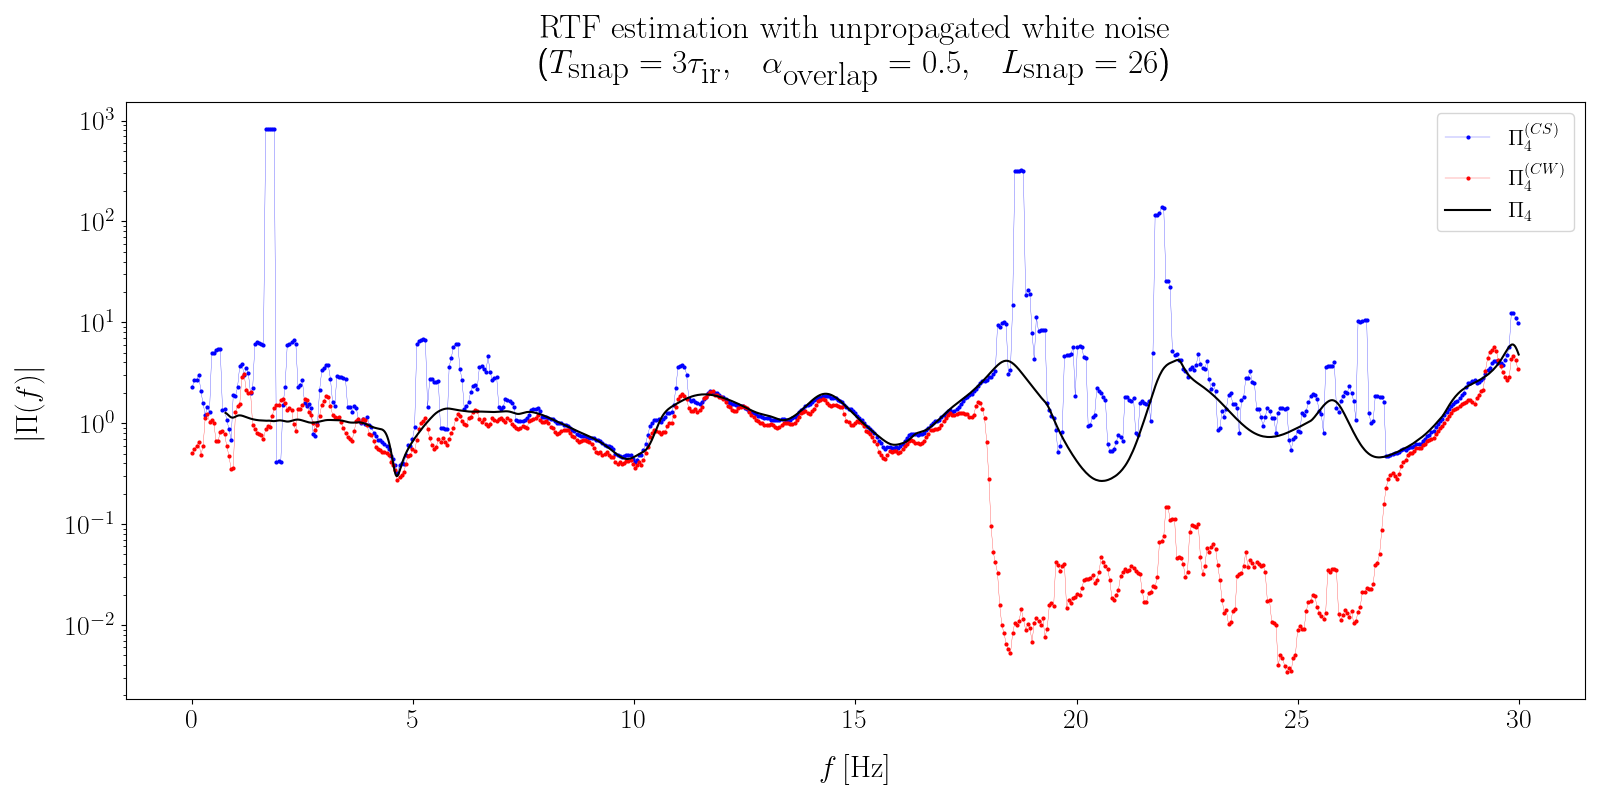 RTF estimation with unpropagated white noise
(T_snap = 3τ_ir, α_overlap = 0.5, L_snap = 26)
10^3
10^2
10^1
10^0
10^−1
10^−2
|Π(f)|
Π_4^(CS)
Π_4^(CW)
Π_4
0 5 10 15 20 25 30
f [Hz]